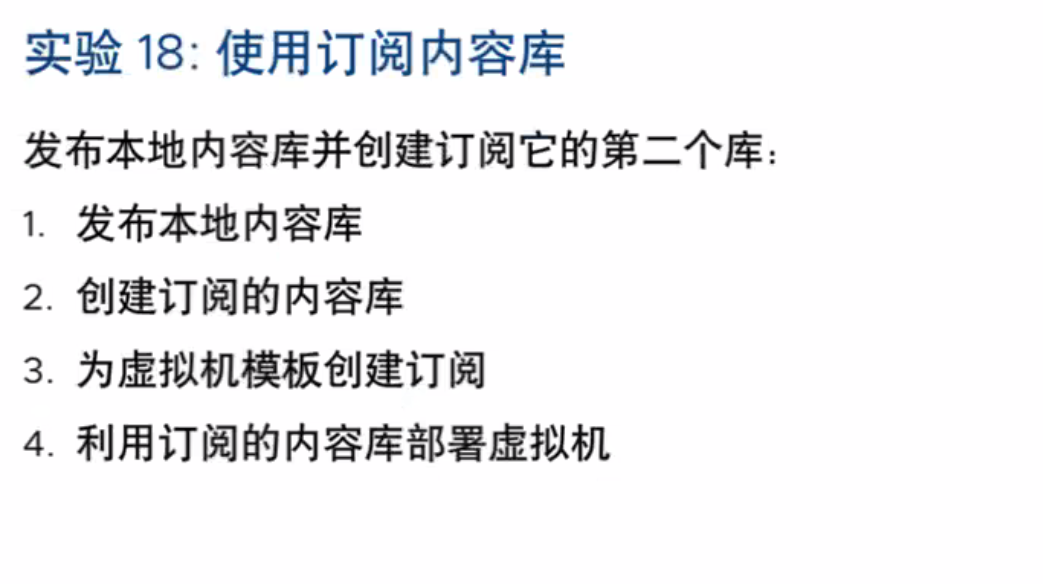 实验 18: 使用订阅内容库
发布本地内容库并创建订阅它的第二个库:
1. 发布本地内容库
2. 创建订阅的内容库
3. 为虚拟机模板创建订阅
4. 利用订阅的内容库部署虚拟机